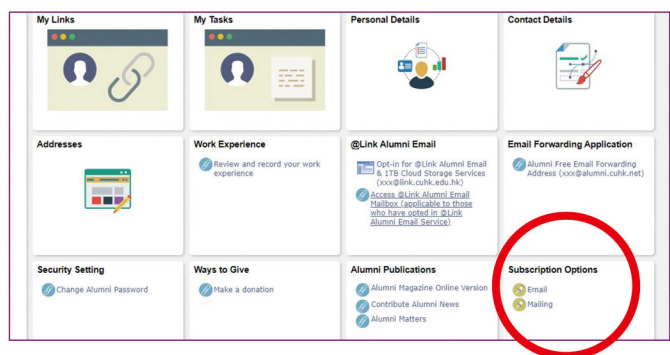 My Links
My Tasks
Personal Details
Contact Details
Addresses
Work Experience
Review and record your work
experience
@Link Alumni Email
Opt-in for @Link Alumni Email
& 1TB Cloud Storage Services
(xxx@link.cuhk.edu.hk)
Access @Link Alumni Email
Mailbox (applicable to those
who have opted in @Link
Alumni Email Service)
Email Forwarding Application
Alumni Free Email Forwarding
Address (xxx@alumni.cuhk.net)
Security Setting
Change Alumni Password
Ways to Give
Make a donation
Alumni Publications
Alumni Magazine Online Version
Contribute Alumni News
Alumni Matters
Subscription Options
Email
Mailing